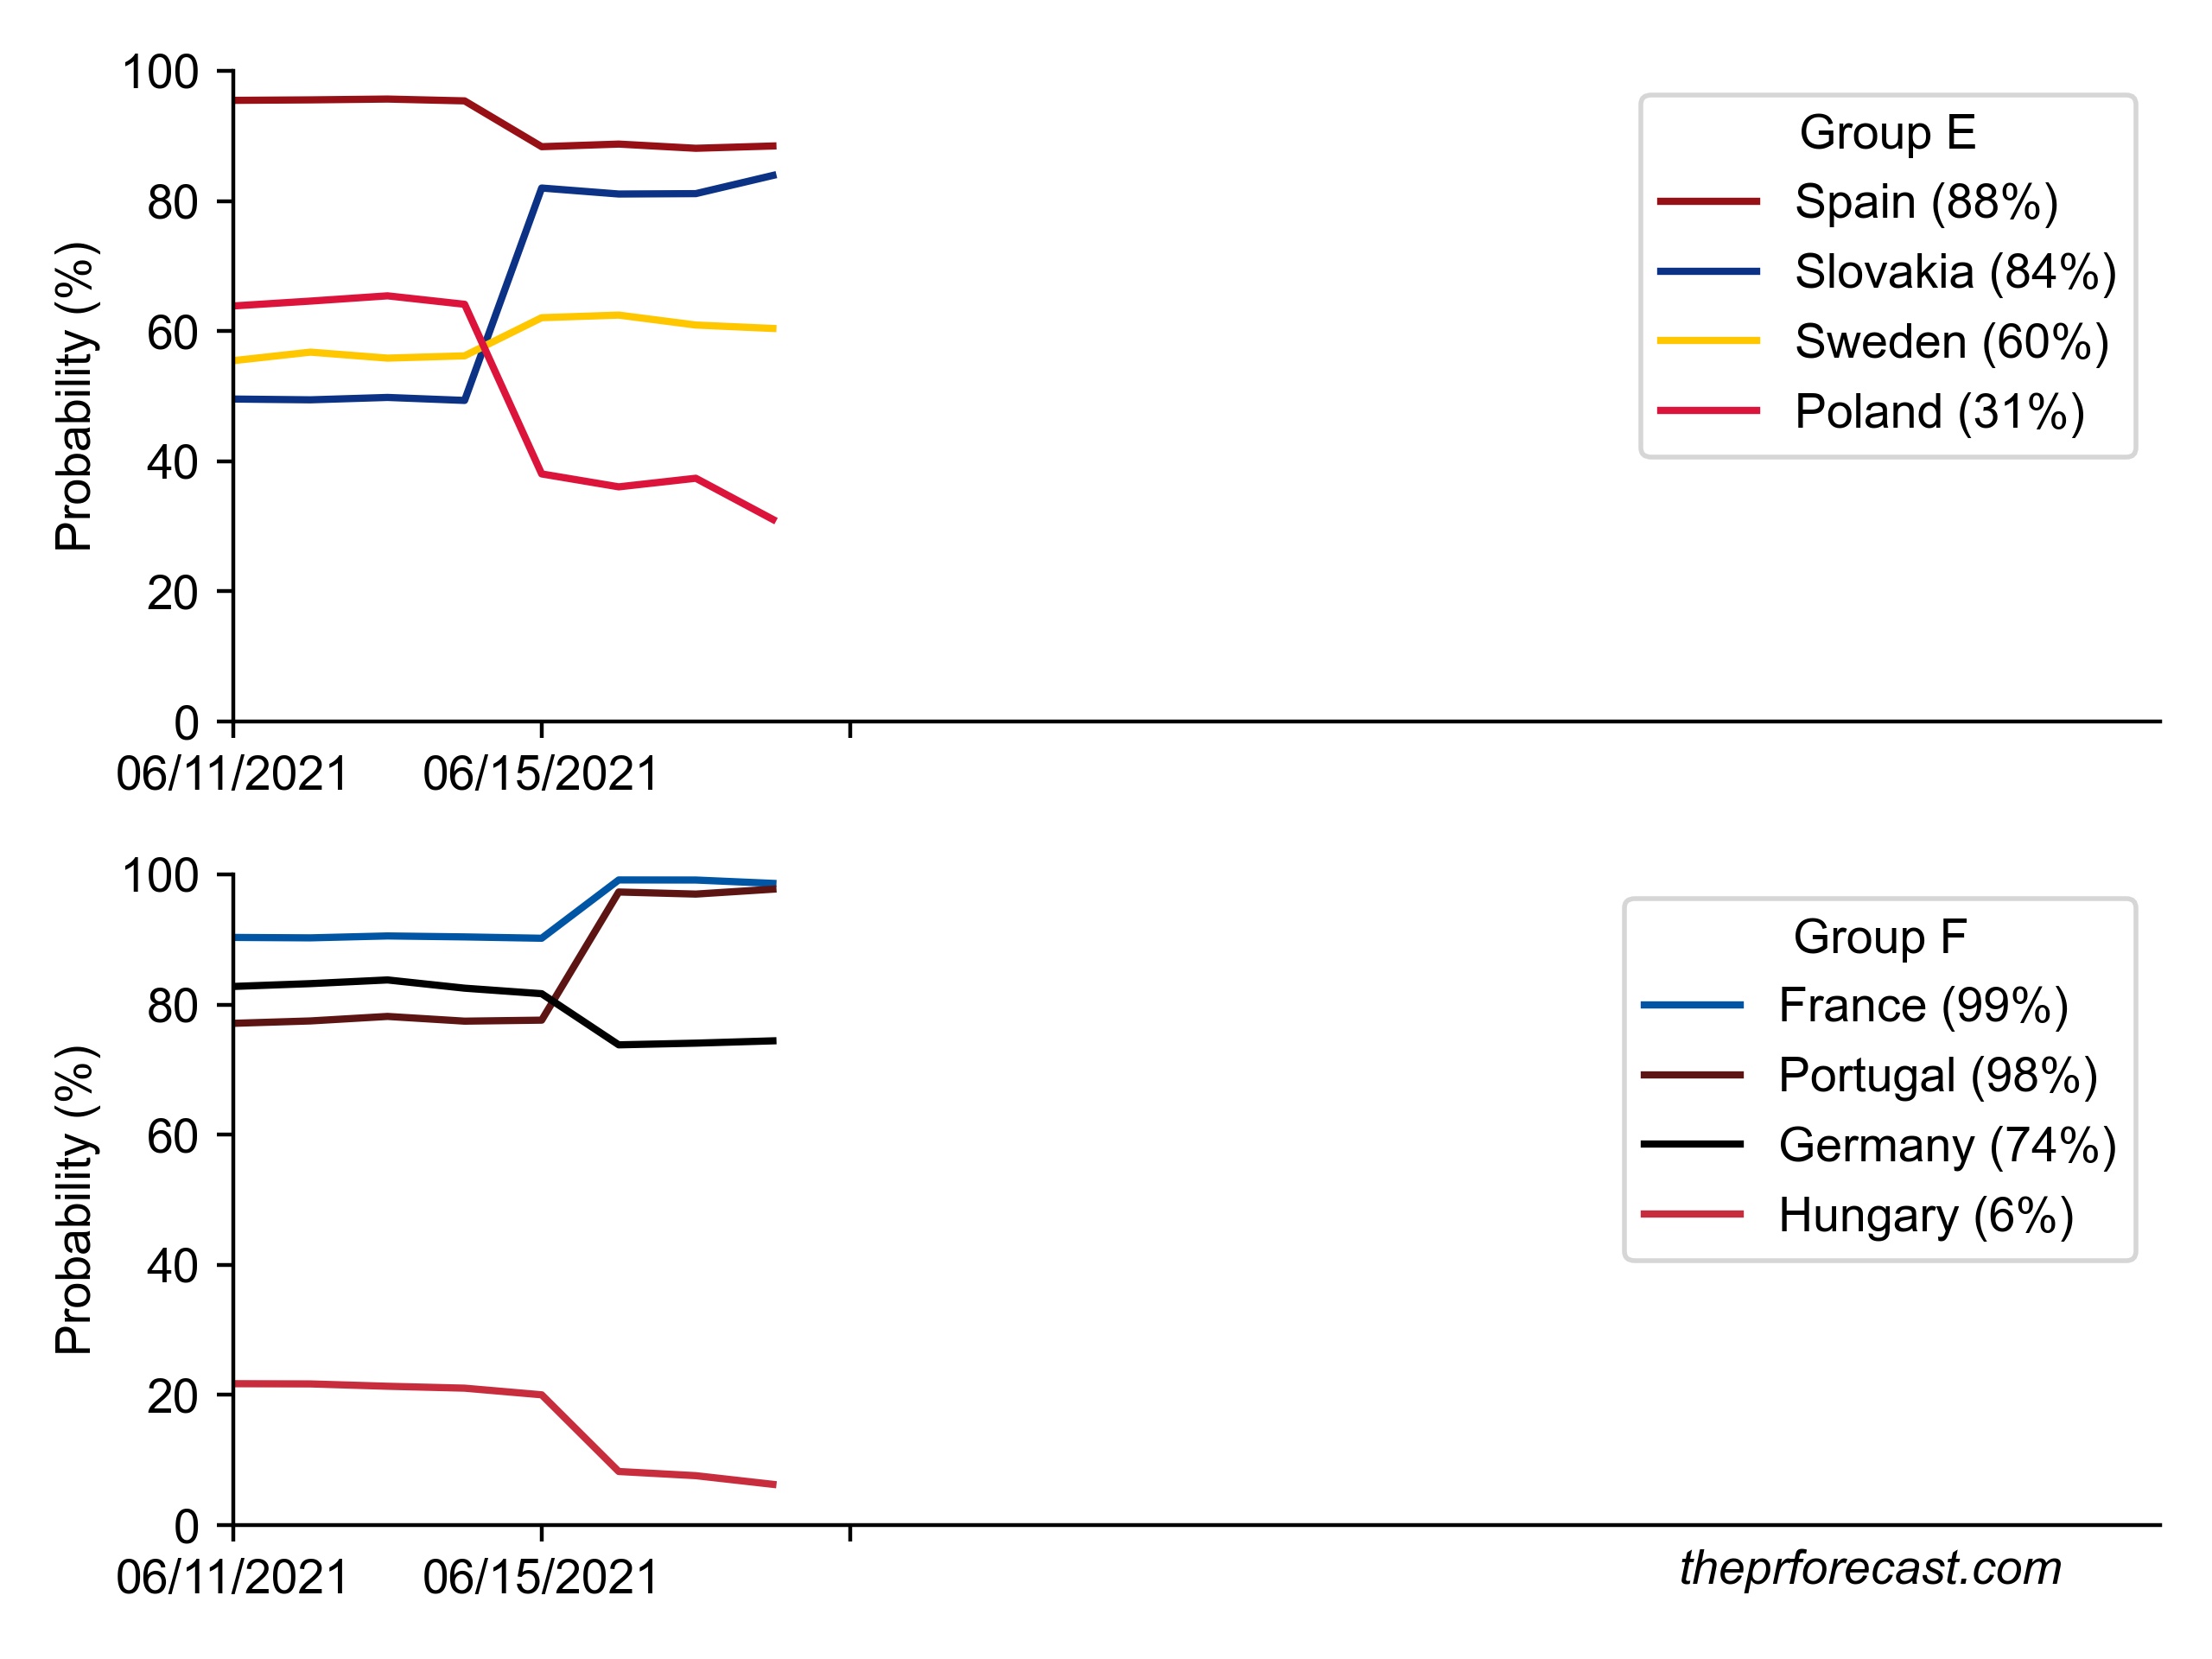 100
80
60
40
20
0
Probability (%)
06/11/2021 06/15/2021
Group E
Spain (88%)
Slovakia (84%)
Sweden (60%)
Poland (31%)
100
80
60
40
20
0
Probability (%)
06/11/2021 06/15/2021
Group F
France (99%)
Portugal (98%)
Germany (74%)
Hungary (6%)
theprforecast.com